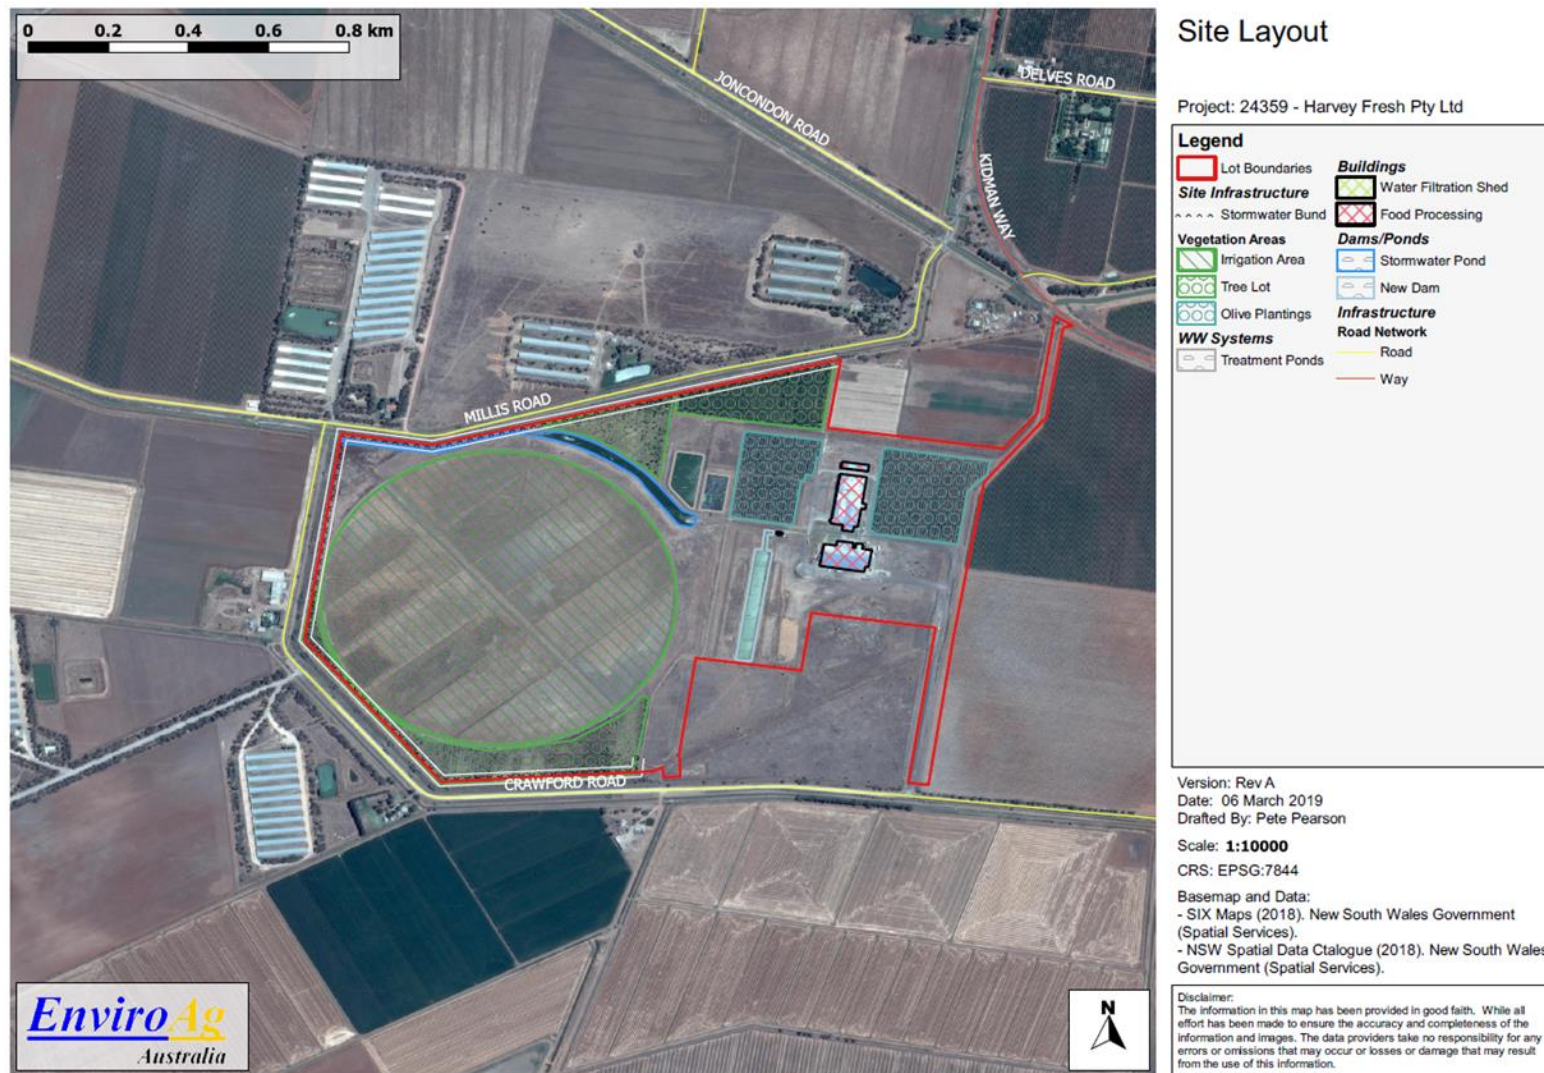 0 0.2 0.4 0.6 0.8 km
JONCONDON ROAD
DELVES ROAD
KIDMAN WAY
MILLIS ROAD
CRAWFORD ROAD
EnviroAg
Australia
N
Site Layout
Project: 24359 - Harvey Fresh Pty Ltd
Legend
Lot Boundaries
Site Infrastructure
Stormwater Bund
Vegetation Areas
Irrigation Area
Tree Lot
Olive Plantings
WW Systems
Treatment Ponds
Buildings
Water Filtration Shed
Food Processing
Dams/Ponds
Stormwater Pond
New Dam
Infrastructure
Road Network
Road
Way
Version: Rev A
Date: 06 March 2019
Drafted By: Pete Pearson
Scale: 1:10000
CRS: EPSG:7844
Basemap and Data:
- SIX Maps (2018). New South Wales Government
(Spatial Services).
- NSW Spatial Data Ctalogue (2018). New South Wales
Government (Spatial Services).
Disclaimer:
The information in this map has been provided in good faith. While all
effort has been made to ensure the accuracy and completeness of the
information and images. The data providers take no responsibility for any
errors or omissions that may occur or losses or damage that may result
from the use of this information.